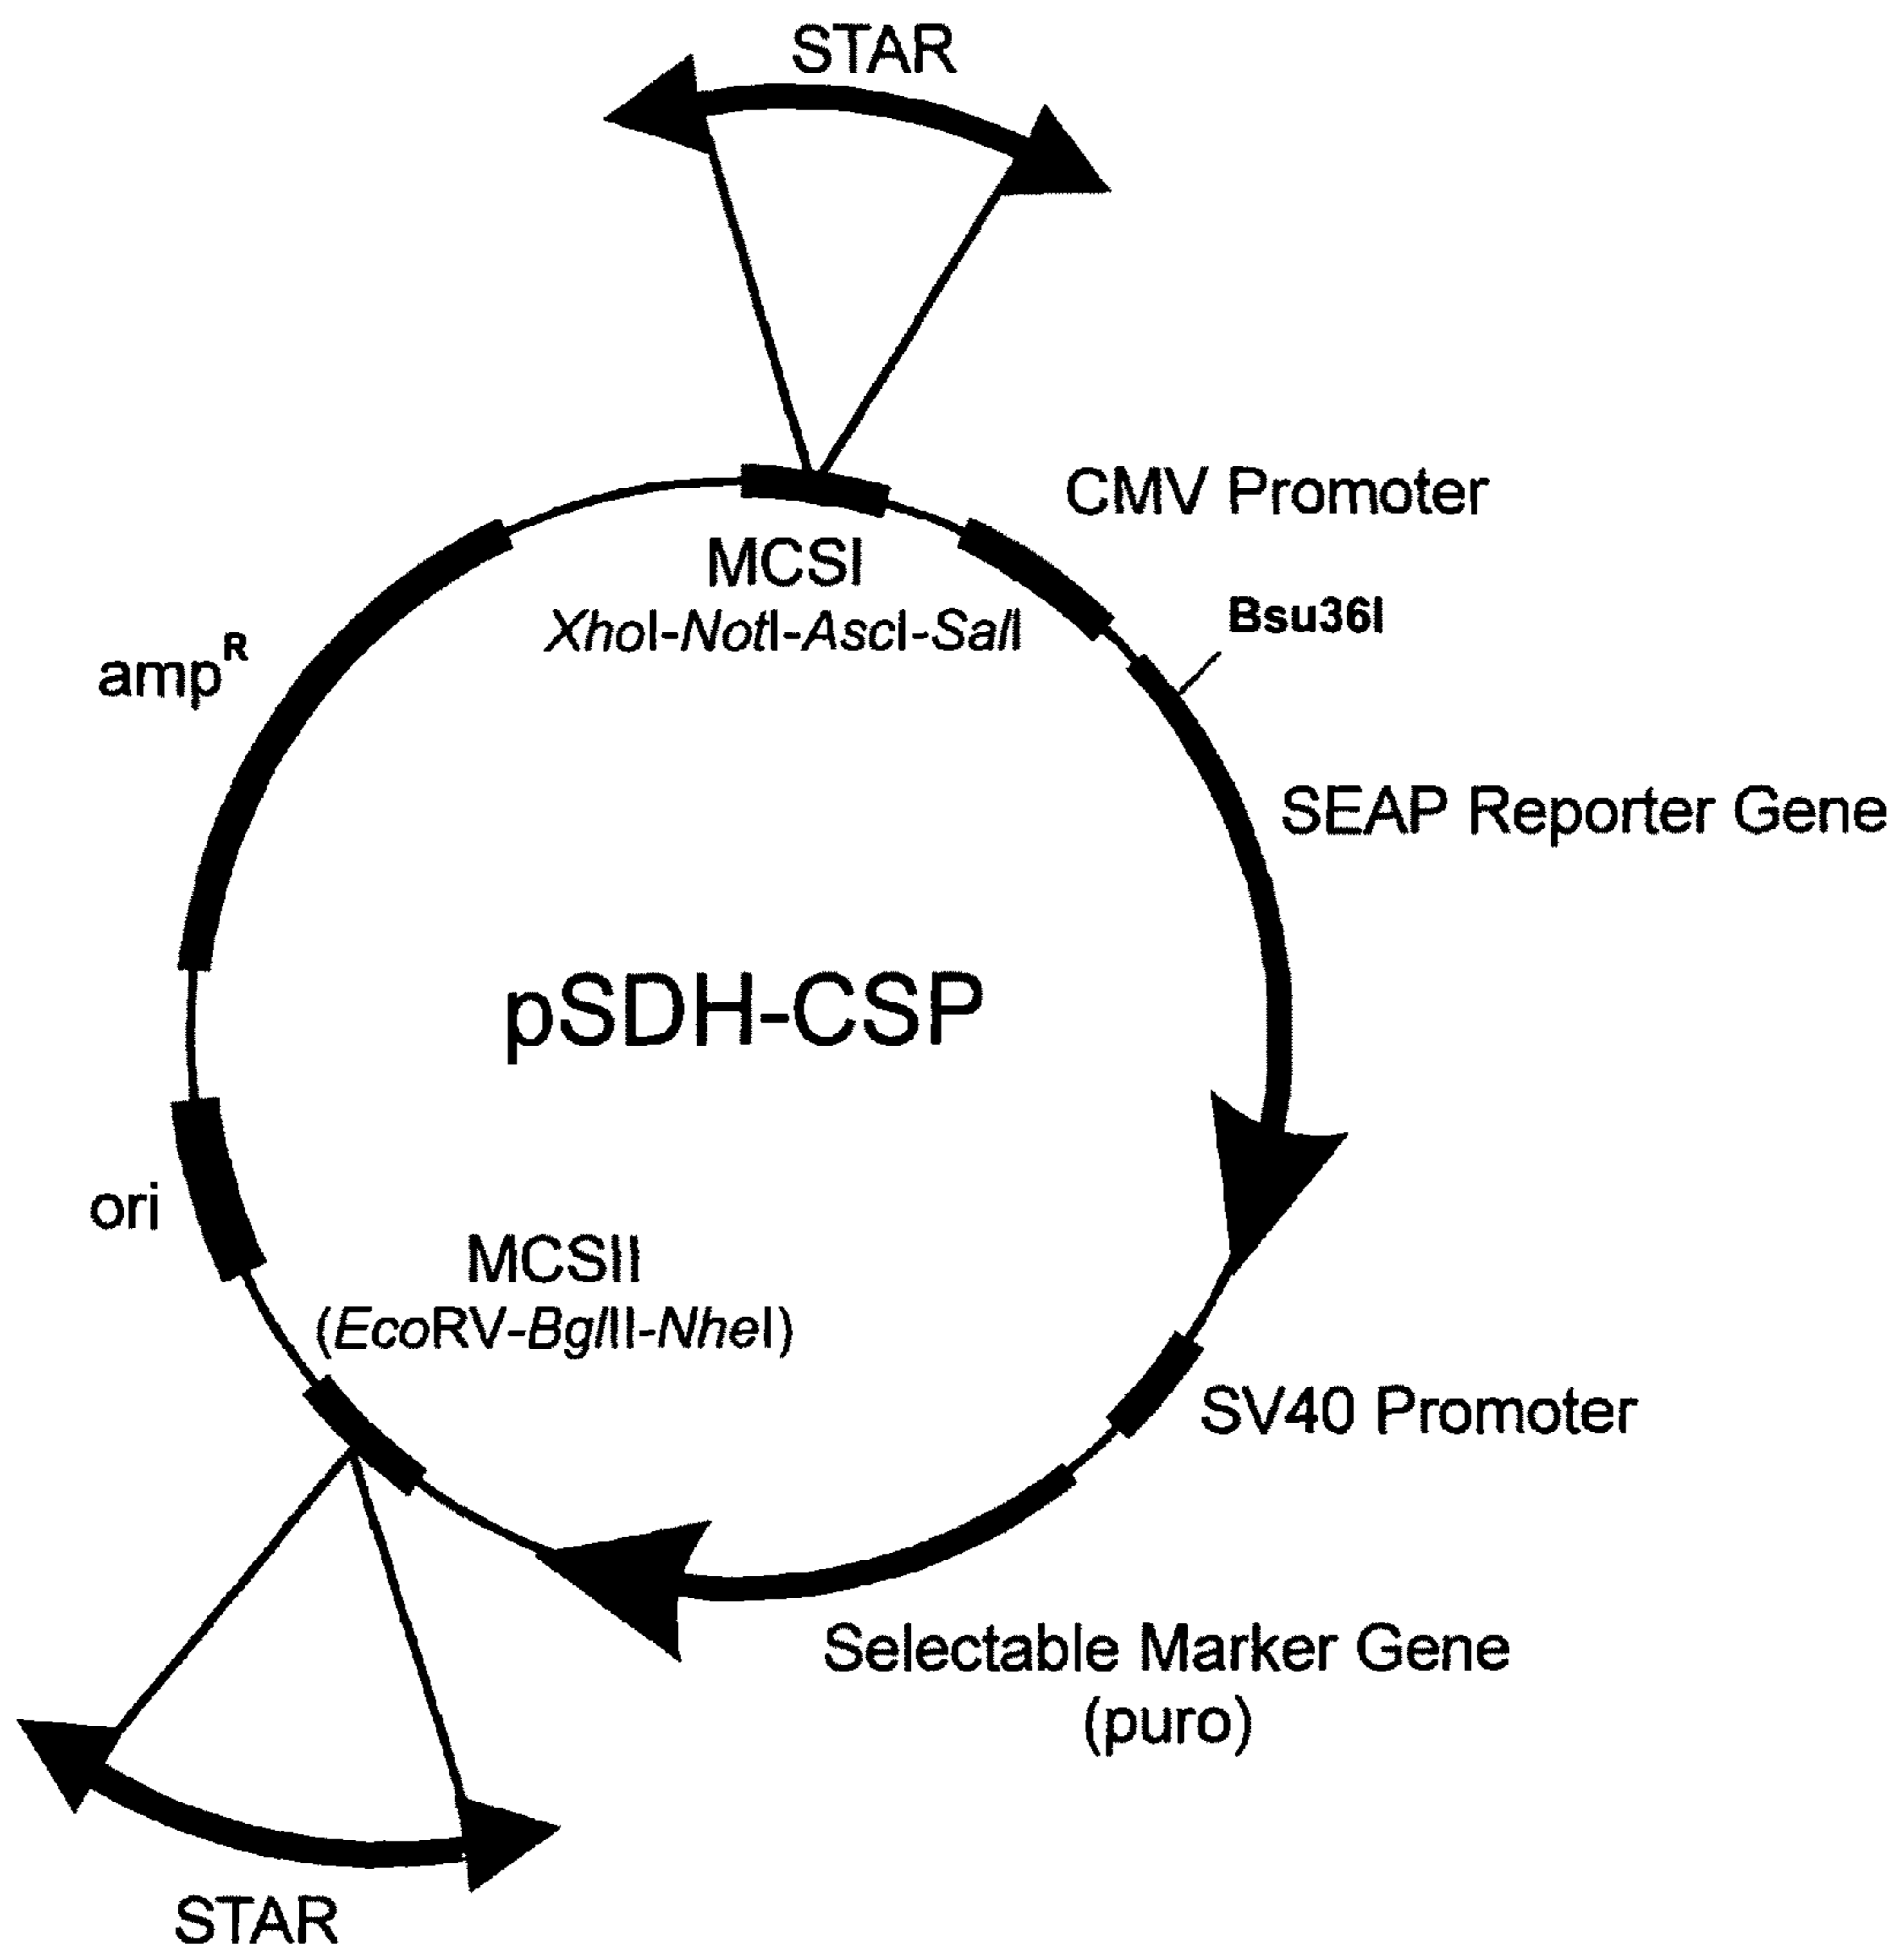 STAR
CMV Promoter
MCSI
XhoI-NotI-AscI-SalI
Bsu36I
ampR
SEAP Reporter Gene
pSDH-CSP
ori
MCSII
(EcoRV-BglII-NheI)
SV40 Promoter
Selectable Marker Gene
(puro)
STAR